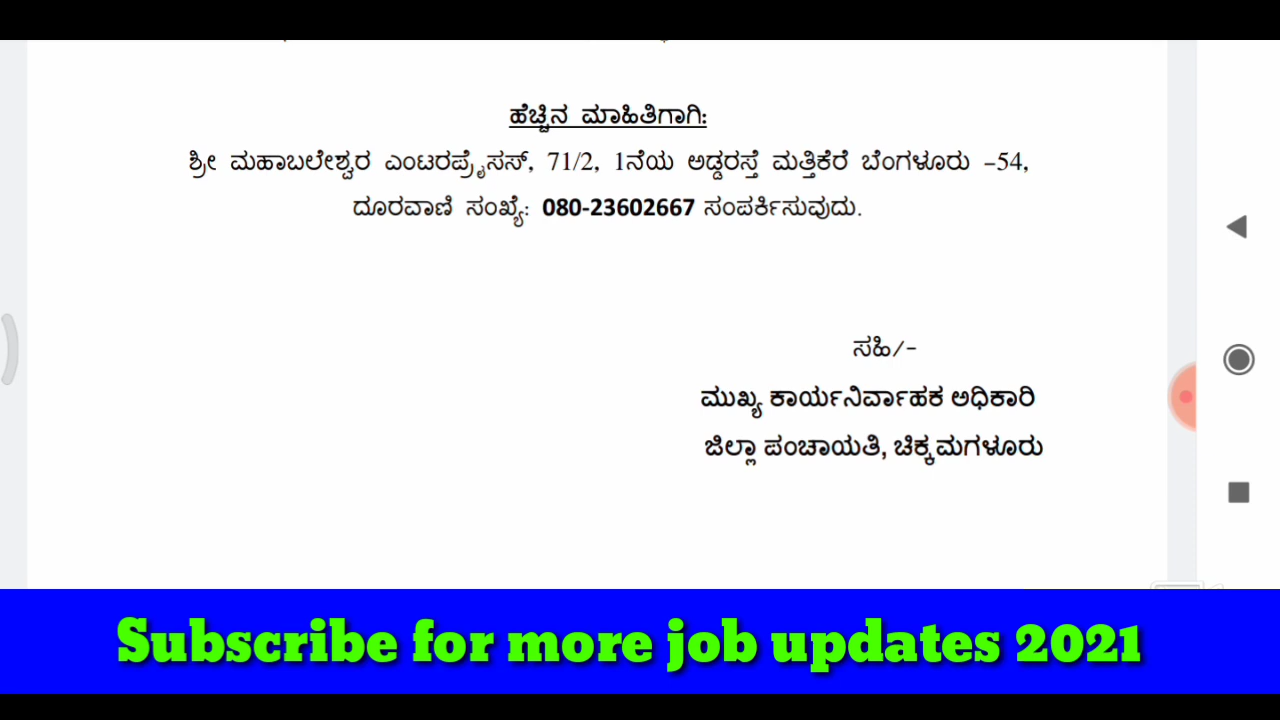 ಹೆಚ್ಚಿನ ಮಾಹಿತಿಗಾಗಿ:
ಶ್ರೀ ಮಹಾಬಲೇಶ್ವರ ಎಂಟರಪ್ರೈಸಸ್, 71/2, 1ನೆಯ ಅಡ್ಡರಸ್ತೆ ಮತ್ತಿಕೆರೆ ಬೆಂಗಳೂರು –54,
ದೂರವಾಣಿ ಸಂಖ್ಯೆ: 080-23602667 ಸಂಪರ್ಕಿಸುವುದು.
ಸಹಿ/-
ಮುಖ್ಯ ಕಾರ್ಯನಿರ್ವಾಹಕ ಅಧಿಕಾರಿ
ಜಿಲ್ಲಾ ಪಂಚಾಯತಿ, ಚಿಕ್ಕಮಗಳೂರು
Subscribe for more job updates 2021